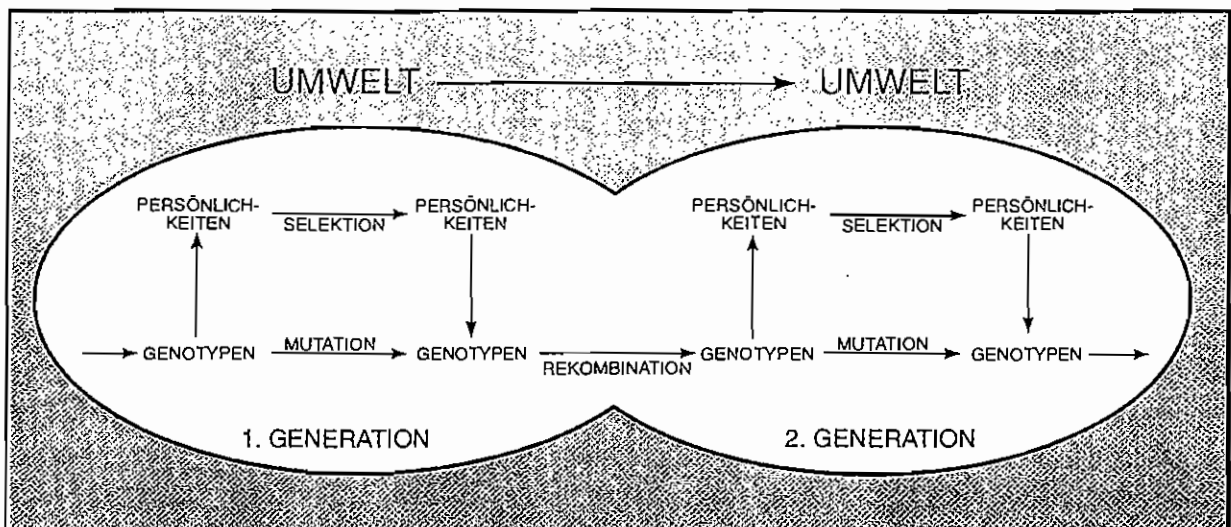 UMWELT UMWELT
PERSÖNLICH-
KEITEN
SELEKTION
PERSÖNLICH-
KEITEN
GENOTYPEN
MUTATION
GENOTYPEN
1. GENERATION
REKOMBINATION
PERSÖNLICH-
KEITEN
SELEKTION
PERSÖNLICH-
KEITEN
GENOTYPEN
MUTATION
GENOTYPEN
2. GENERATION